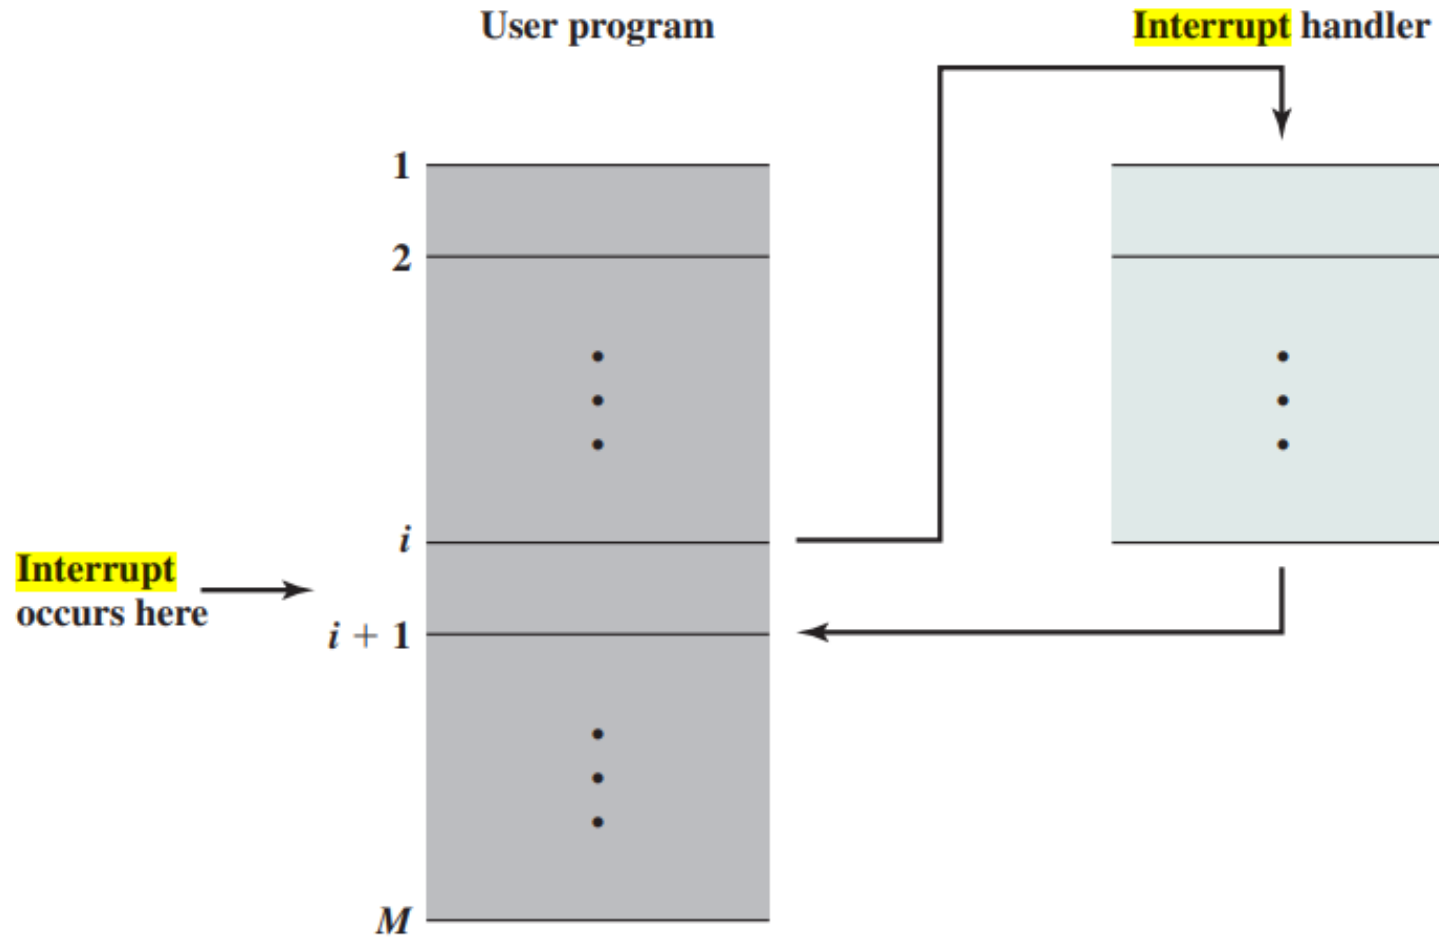 User program
Interrupt handler
1
2
i
Interrupt
occurs here
i + 1
M